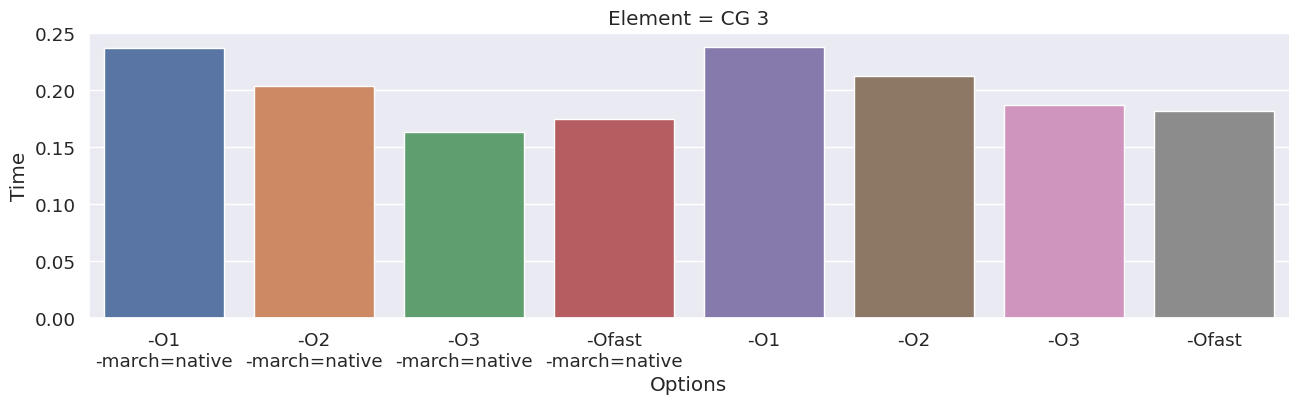 Element = CG 3
0.25
0.20
0.15
0.10
0.05
0.00
Time
-O1 -O2 -O3 -Ofast -O1 -O2 -O3 -Ofast
-march=native -march=native -march=native -march=native
Options